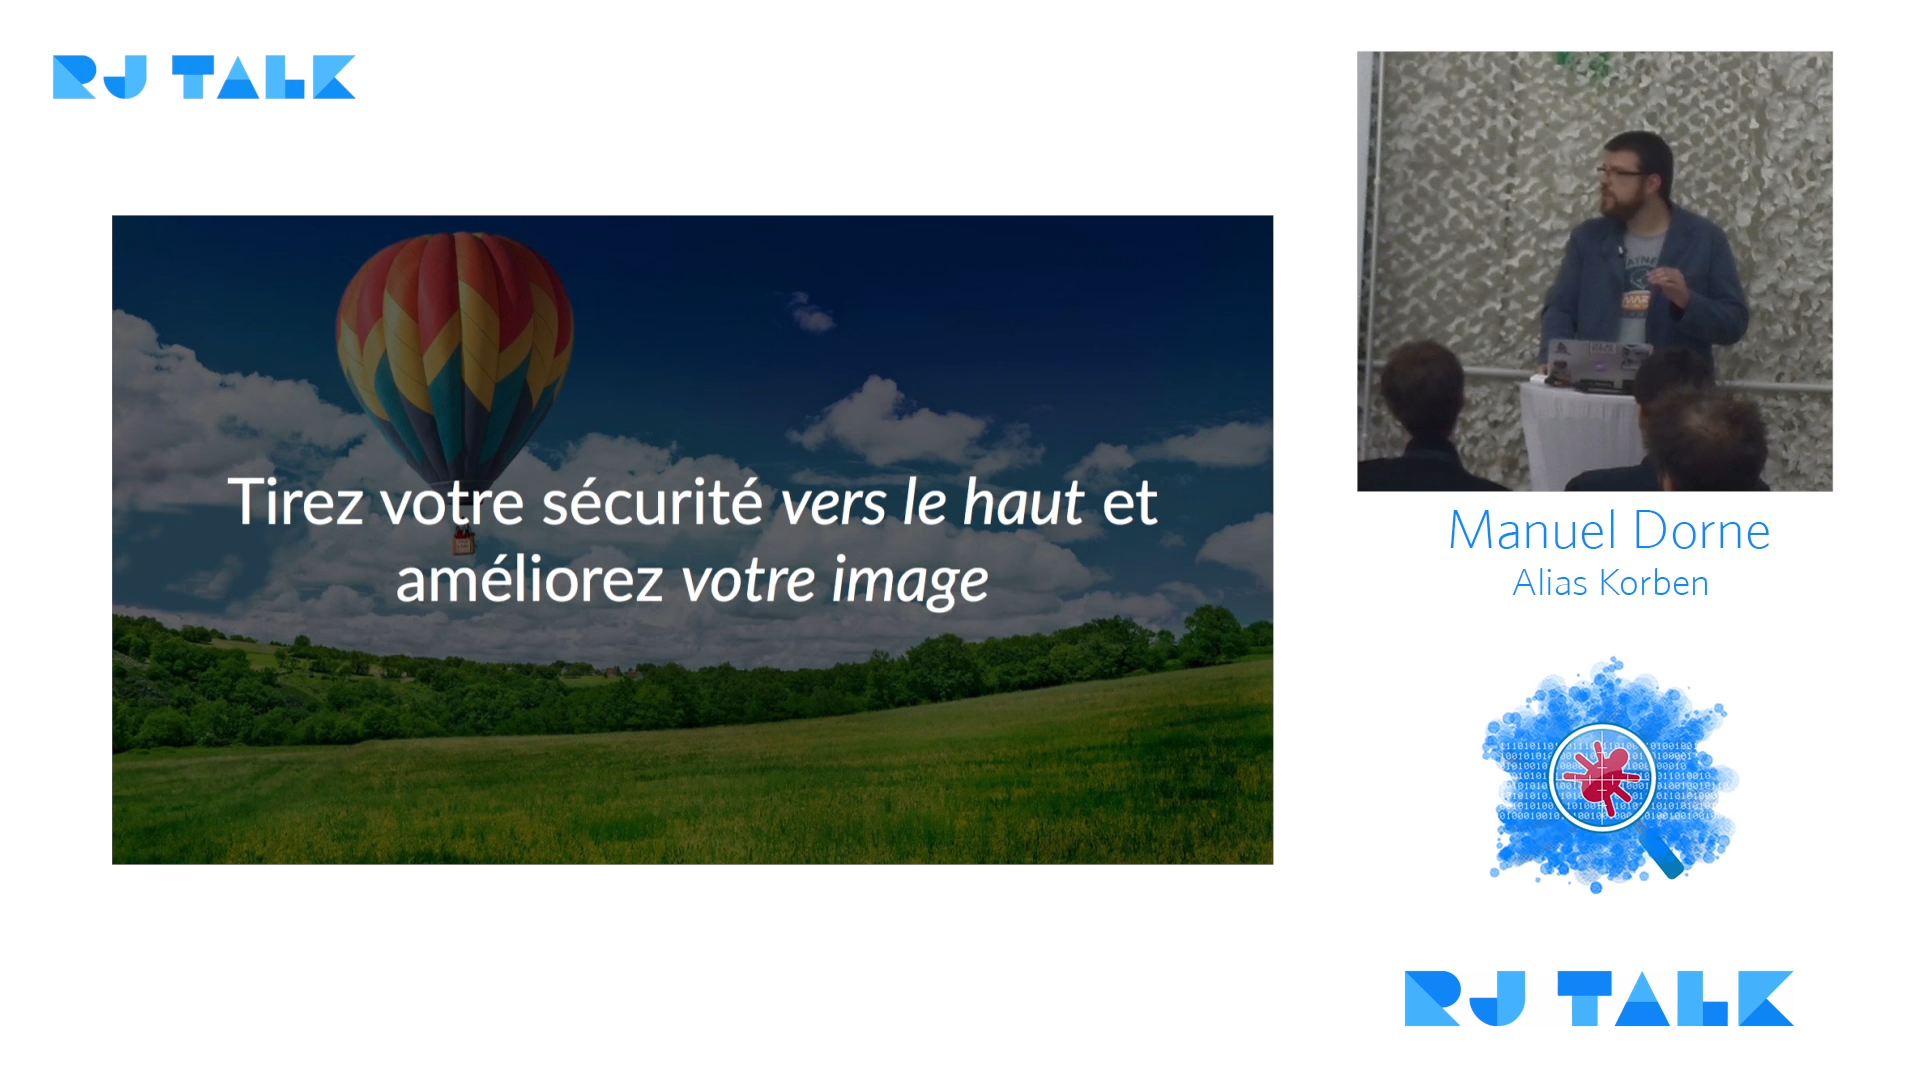 RJ TALK
Tirez votre sécurité vers le haut et
améliorez votre image
Manuel Dorne
Alias Korben
RJ TALK